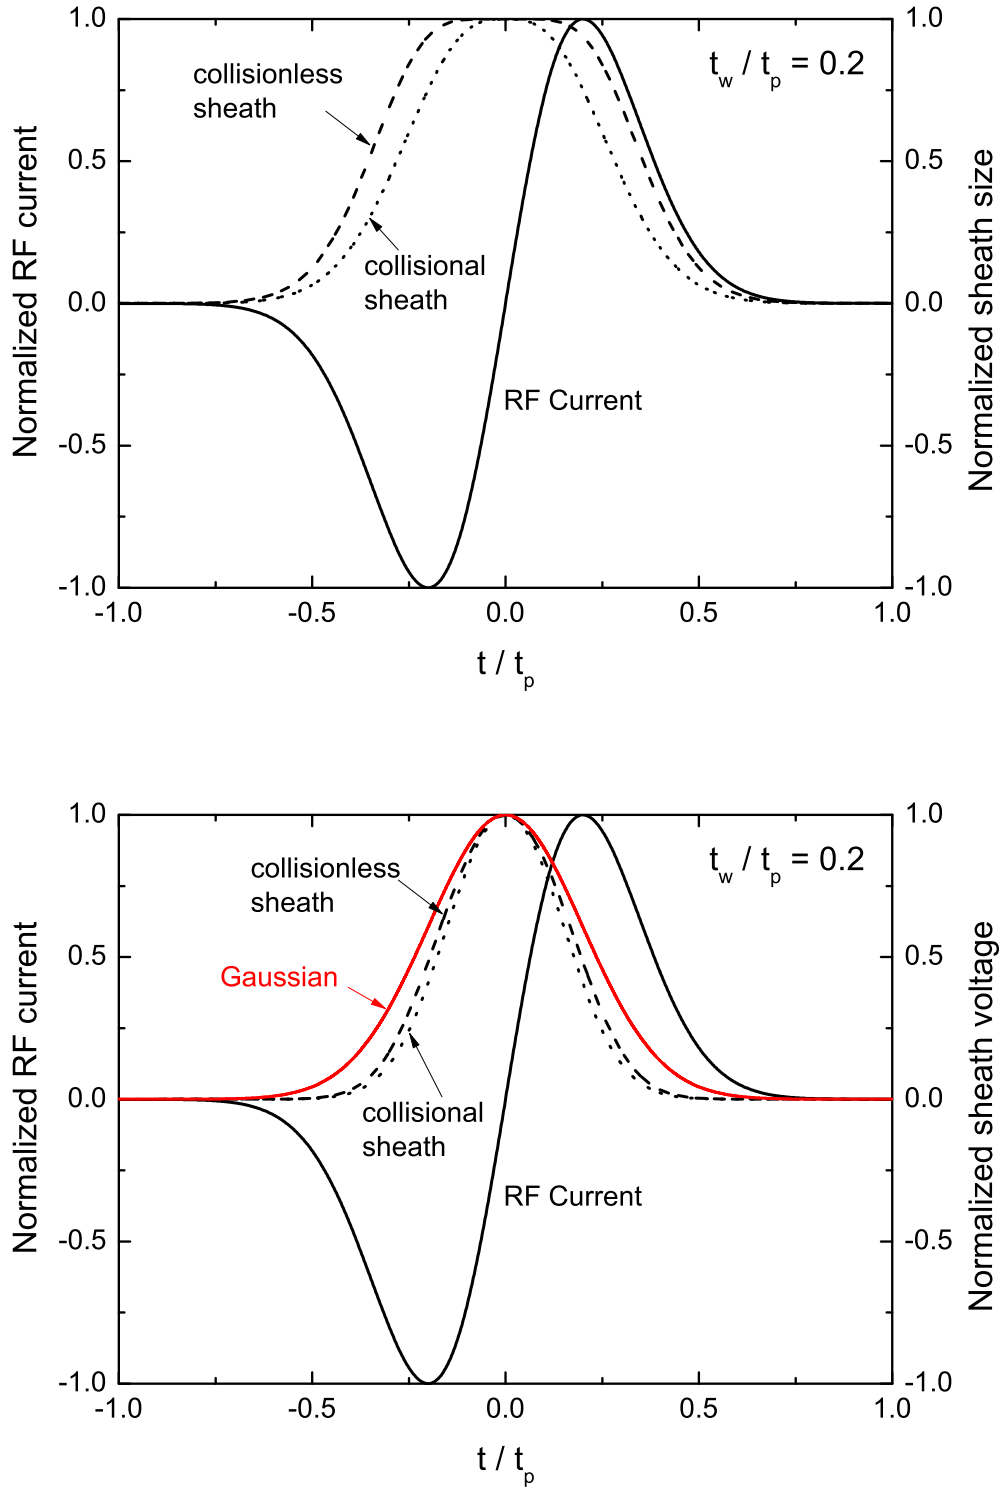 1.0
0.5
0.0
-0.5
-1.0
Normalized RF current
collisionless
sheath
t_w / t_p = 0.2
collisional
sheath
RF Current
1.0
0.5
0.0
-0.5
-1.0
Normalized sheath size
-1.0 -0.5 0.0 0.5 1.0
t / t_p
1.0
0.5
0.0
-0.5
-1.0
Normalized RF current
collisionless
sheath
t_w / t_p = 0.2
Gaussian
collisional
sheath
RF Current
1.0
0.5
0.0
-0.5
-1.0
Normalized sheath voltage
-1.0 -0.5 0.0 0.5 1.0
t / t_p